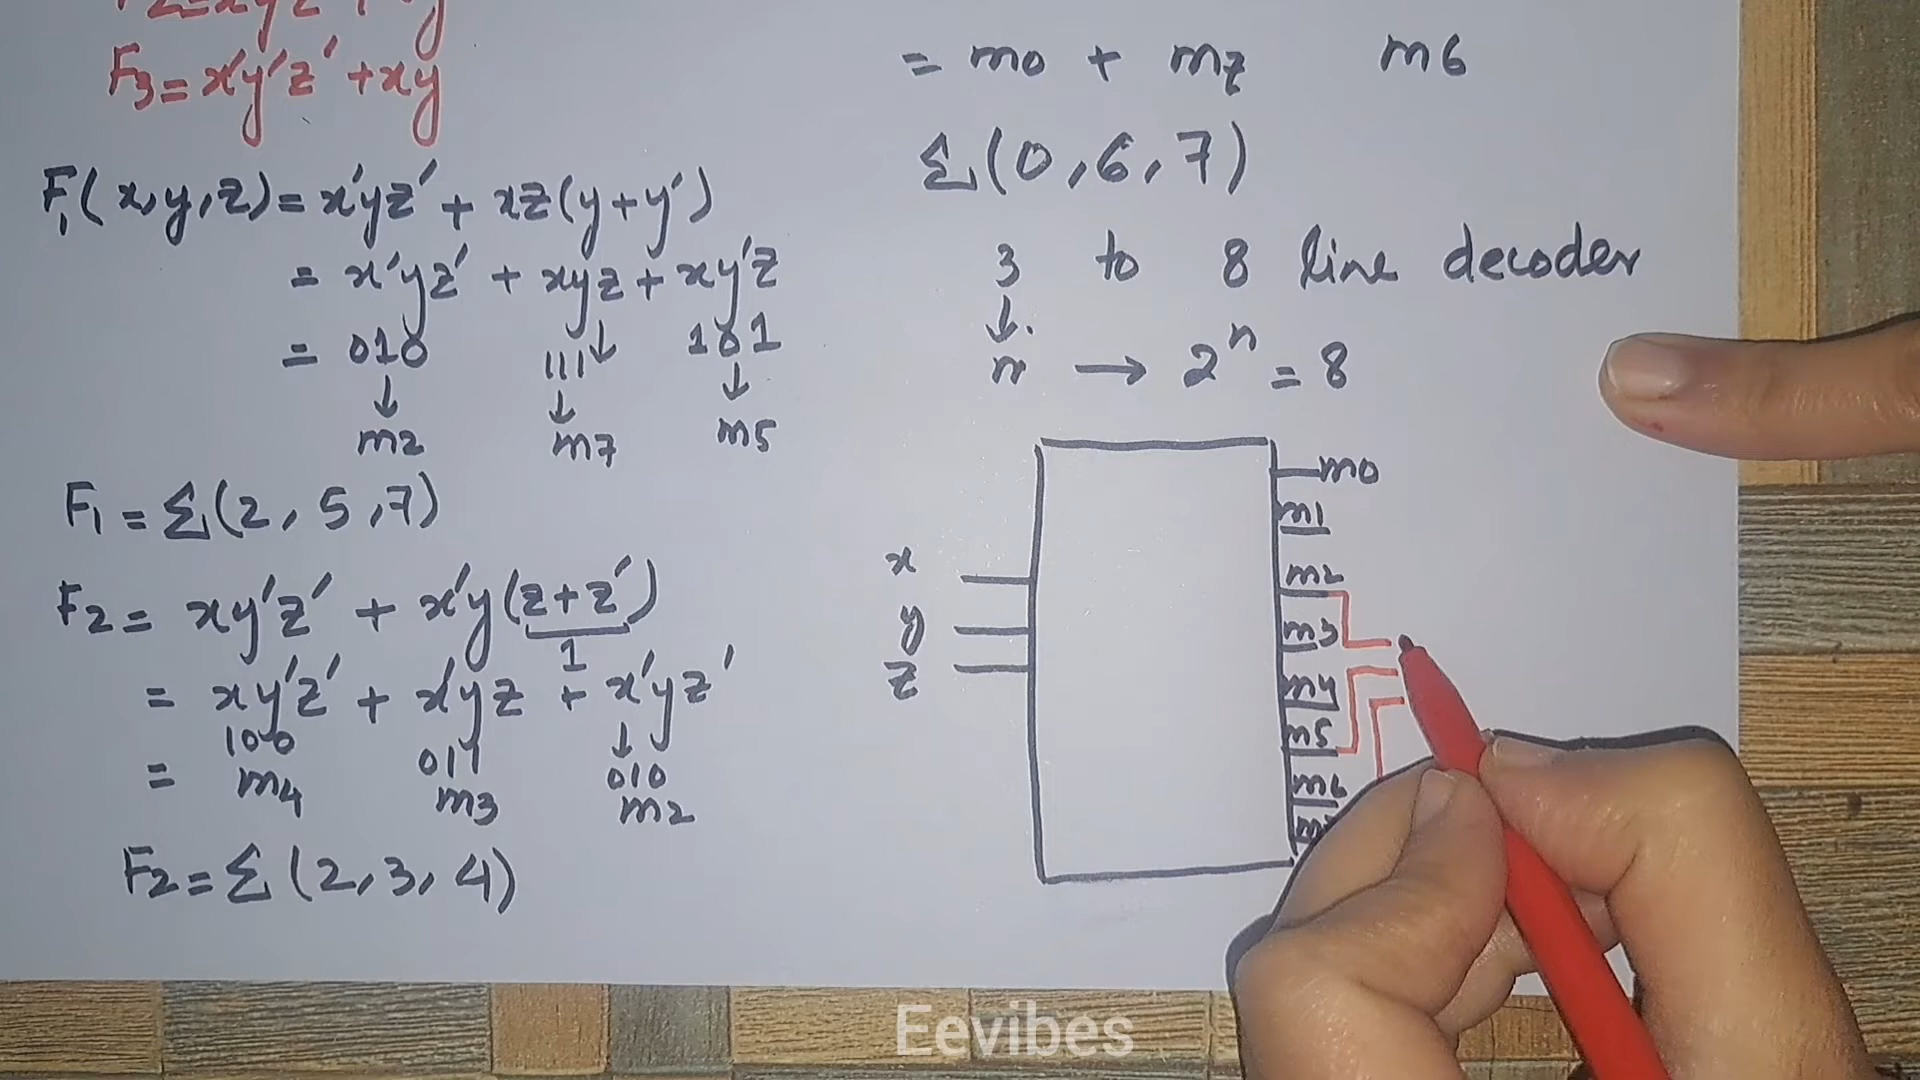 F3 = x'y'z' + xy
F1(x,y,z) = x'yz' + xz(y+y')
= x'yz' + xyz + xy'z
= 010 111 101
m2 m7 m5
F1 = Σ(2,5,7)
F2 = xy'z' + x'y(z+z')
1
= xy'z' + x'yz + x'yz'
100 011 010
= m4 m3 m2
F2 = Σ(2,3,4)
= m0 + m7 m6
Σ(0,6,7)
3 to 8 line decoder
↓
n → 2ⁿ = 8
x
y
z
m0
m1
m2
m3
m4
m5
m6
Eevibes